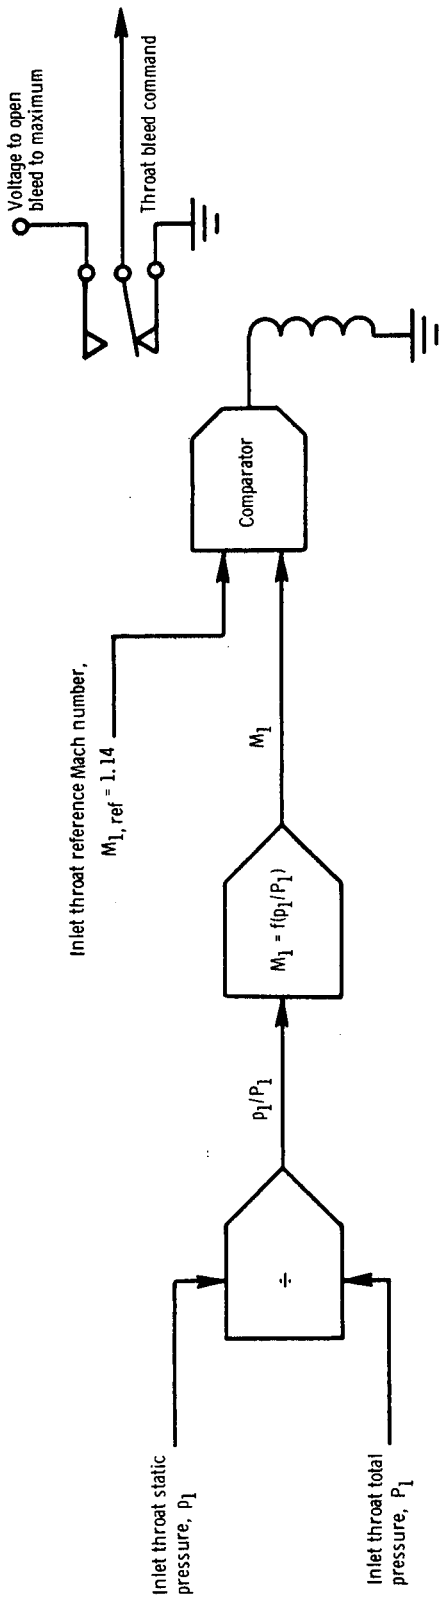 Inlet throat static
pressure, p1
Inlet throat total
pressure, P1
÷
p1/P1
M1 = f(p1/P1)
M1
Inlet throat reference Mach number,
M1, ref = 1.14
Comparator
Voltage to open
bleed to maximum
Throat bleed command